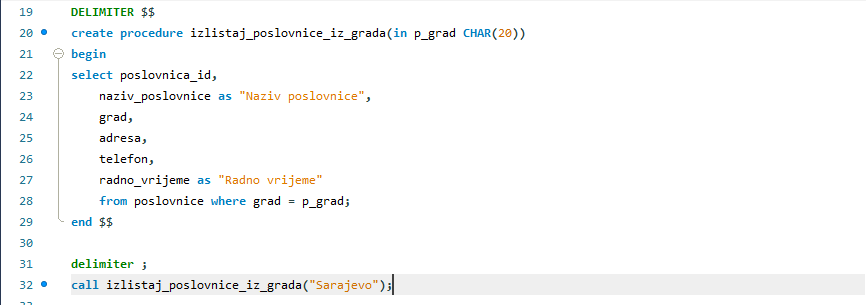 19 DELIMITER $$
20 create procedure izlistaj_poslovnice_iz_grada(in p_grad CHAR(20))
21 begin
22 select poslovnica_id,
23 naziv_poslovnice as "Naziv poslovnice",
24 grad,
25 adresa,
26 telefon,
27 radno_vrijeme as "Radno vrijeme"
28 from poslovnice where grad = p_grad;
29 end $$
30
31 delimiter ;
32 call izlistaj_poslovnice_iz_grada("Sarajevo");